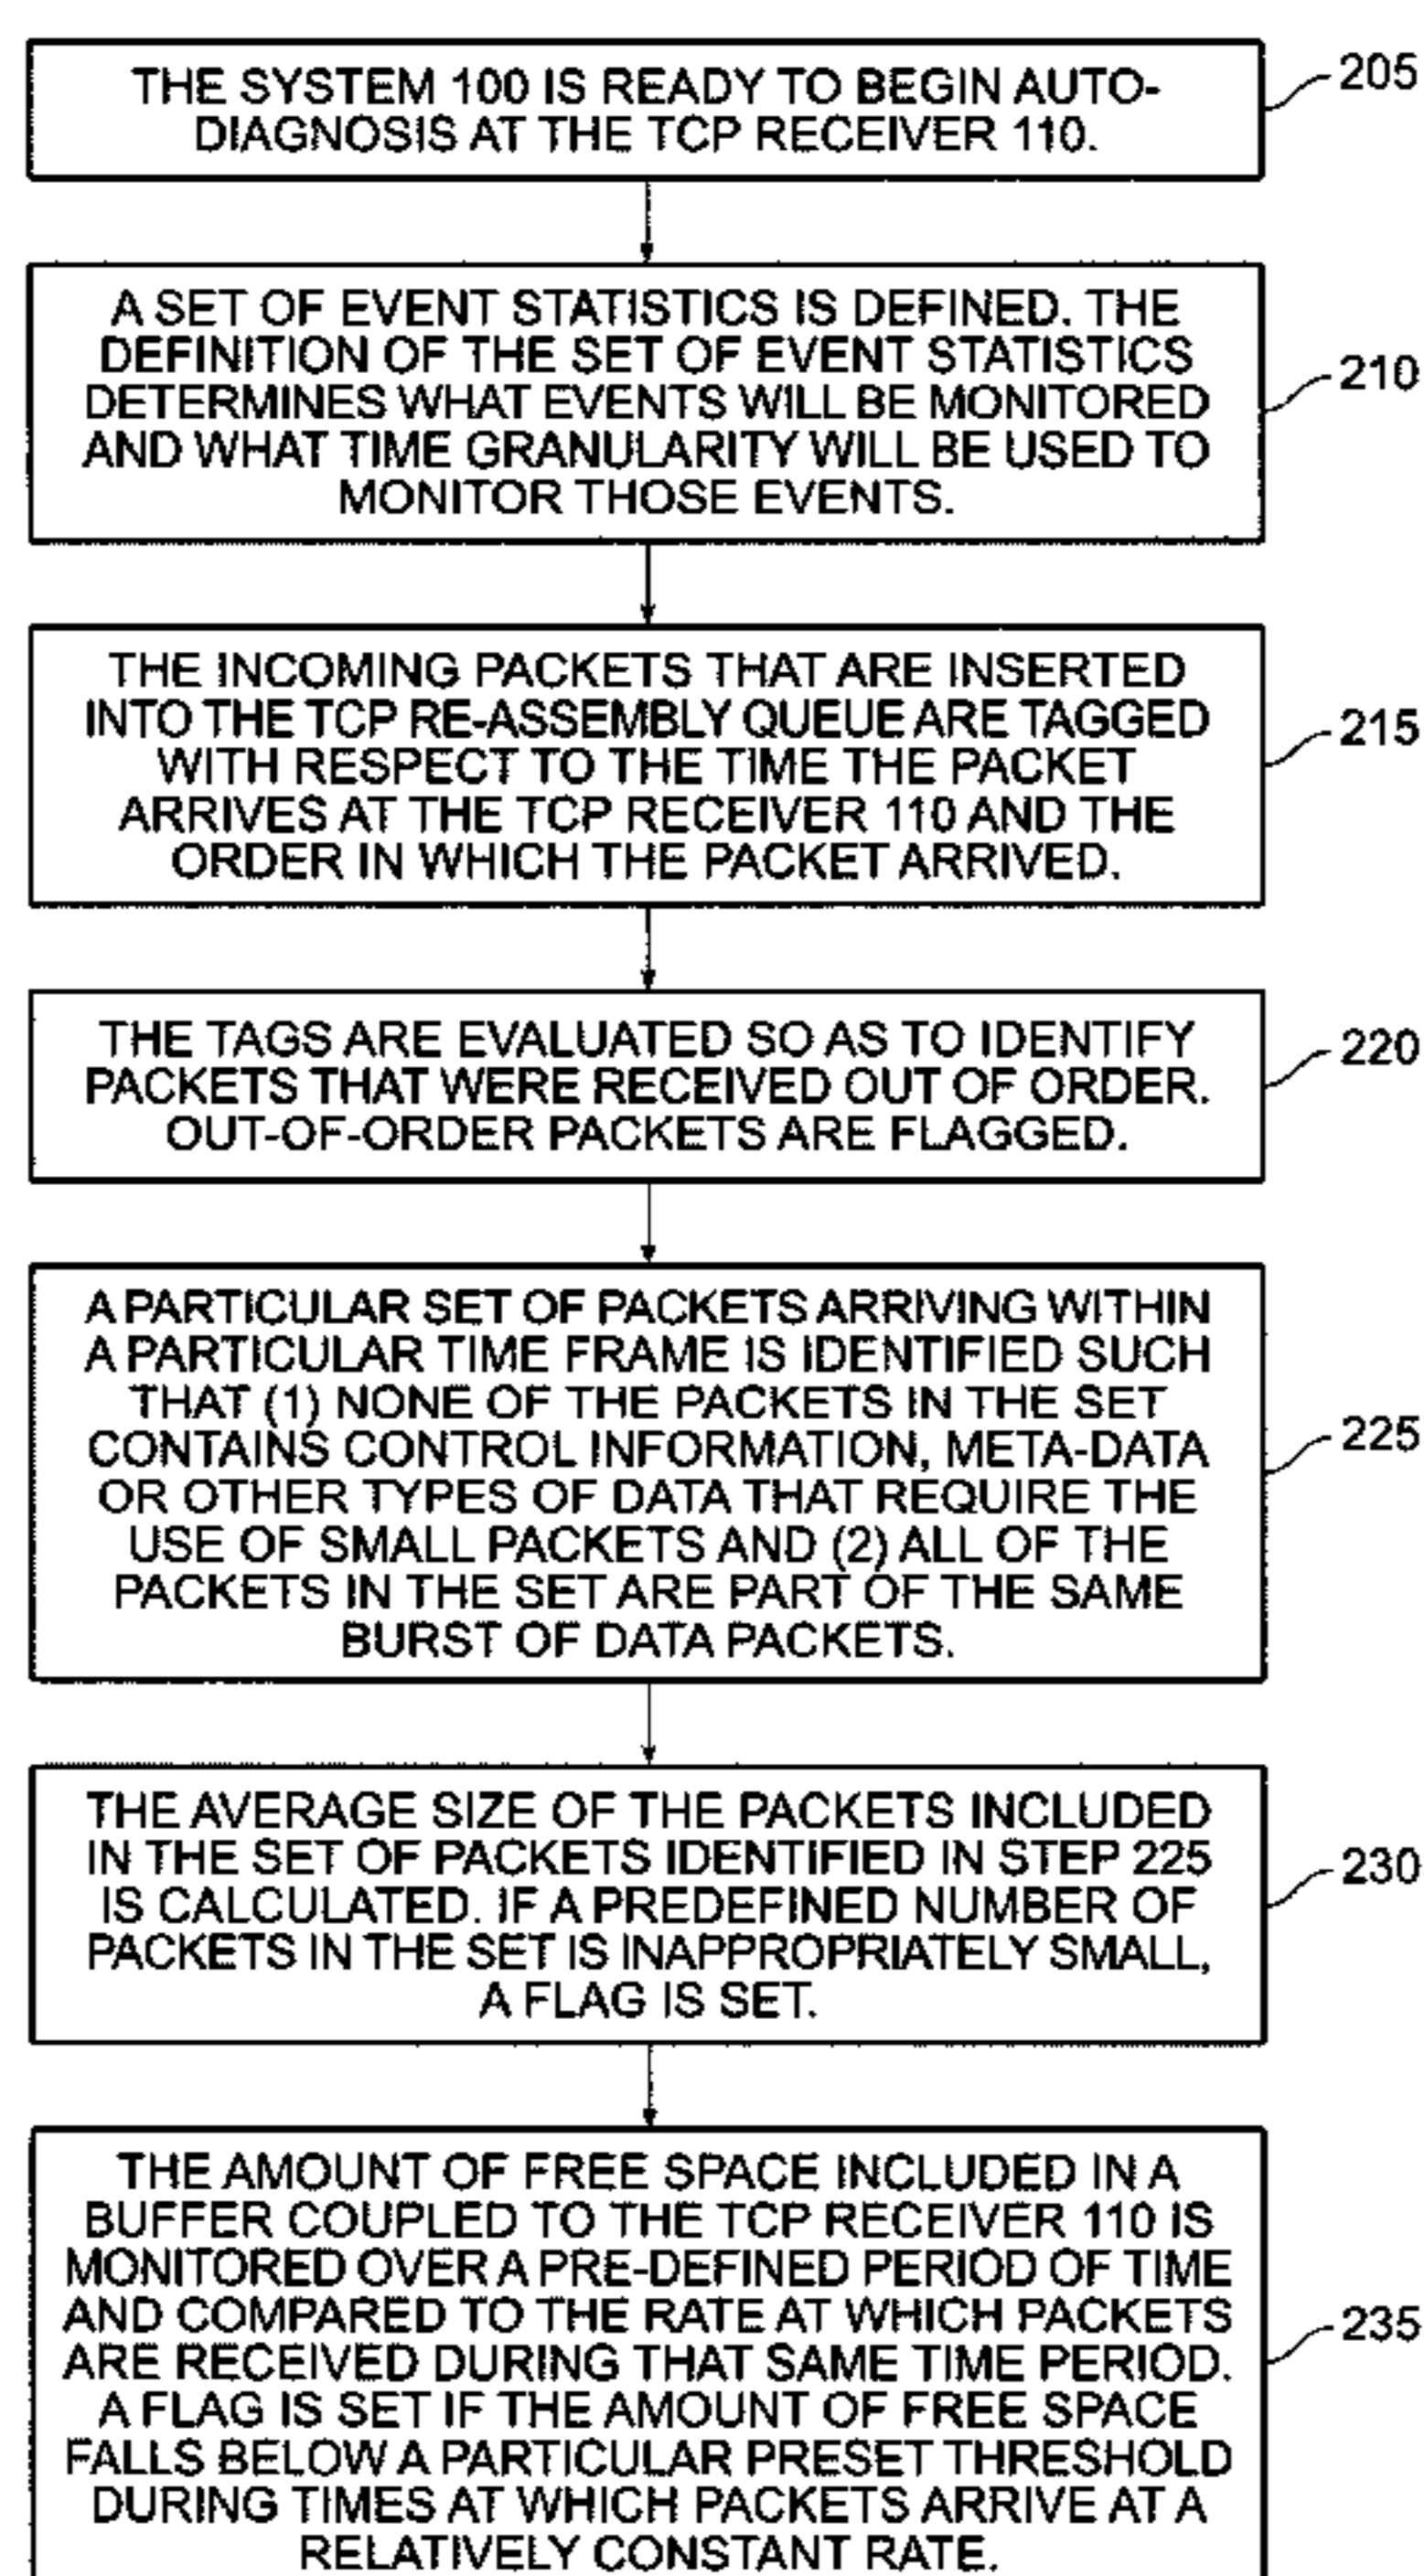 THE SYSTEM 100 IS READY TO BEGIN AUTO-
DIAGNOSIS AT THE TCP RECEIVER 110.
205
A SET OF EVENT STATISTICS IS DEFINED. THE
DEFINITION OF THE SET OF EVENT STATISTICS
DETERMINES WHAT EVENTS WILL BE MONITORED
AND WHAT TIME GRANULARITY WILL BE USED TO
MONITOR THOSE EVENTS.
210
THE INCOMING PACKETS THAT ARE INSERTED
INTO THE TCP RE-ASSEMBLY QUEUE ARE TAGGED
WITH RESPECT TO THE TIME THE PACKET
ARRIVES AT THE TCP RECEIVER 110 AND THE
ORDER IN WHICH THE PACKET ARRIVED.
215
THE TAGS ARE EVALUATED SO AS TO IDENTIFY
PACKETS THAT WERE RECEIVED OUT OF ORDER.
OUT-OF-ORDER PACKETS ARE FLAGGED.
220
A PARTICULAR SET OF PACKETS ARRIVING WITHIN
A PARTICULAR TIME FRAME IS IDENTIFIED SUCH
THAT (1) NONE OF THE PACKETS IN THE SET
CONTAINS CONTROL INFORMATION, META-DATA
OR OTHER TYPES OF DATA THAT REQUIRE THE
USE OF SMALL PACKETS AND (2) ALL OF THE
PACKETS IN THE SET ARE PART OF THE SAME
BURST OF DATA PACKETS.
225
THE AVERAGE SIZE OF THE PACKETS INCLUDED
IN THE SET OF PACKETS IDENTIFIED IN STEP 225
IS CALCULATED. IF A PREDEFINED NUMBER OF
PACKETS IN THE SET IS INAPPROPRIATELY SMALL,
A FLAG IS SET.
230
THE AMOUNT OF FREE SPACE INCLUDED IN A
BUFFER COUPLED TO THE TCP RECEIVER 110 IS
MONITORED OVER A PRE-DEFINED PERIOD OF TIME
AND COMPARED TO THE RATE AT WHICH PACKETS
ARE RECEIVED DURING THAT SAME TIME PERIOD.
A FLAG IS SET IF THE AMOUNT OF FREE SPACE
FALLS BELOW A PARTICULAR PRESET THRESHOLD
DURING TIMES AT WHICH PACKETS ARRIVE AT A
RELATIVELY CONSTANT RATE.
235